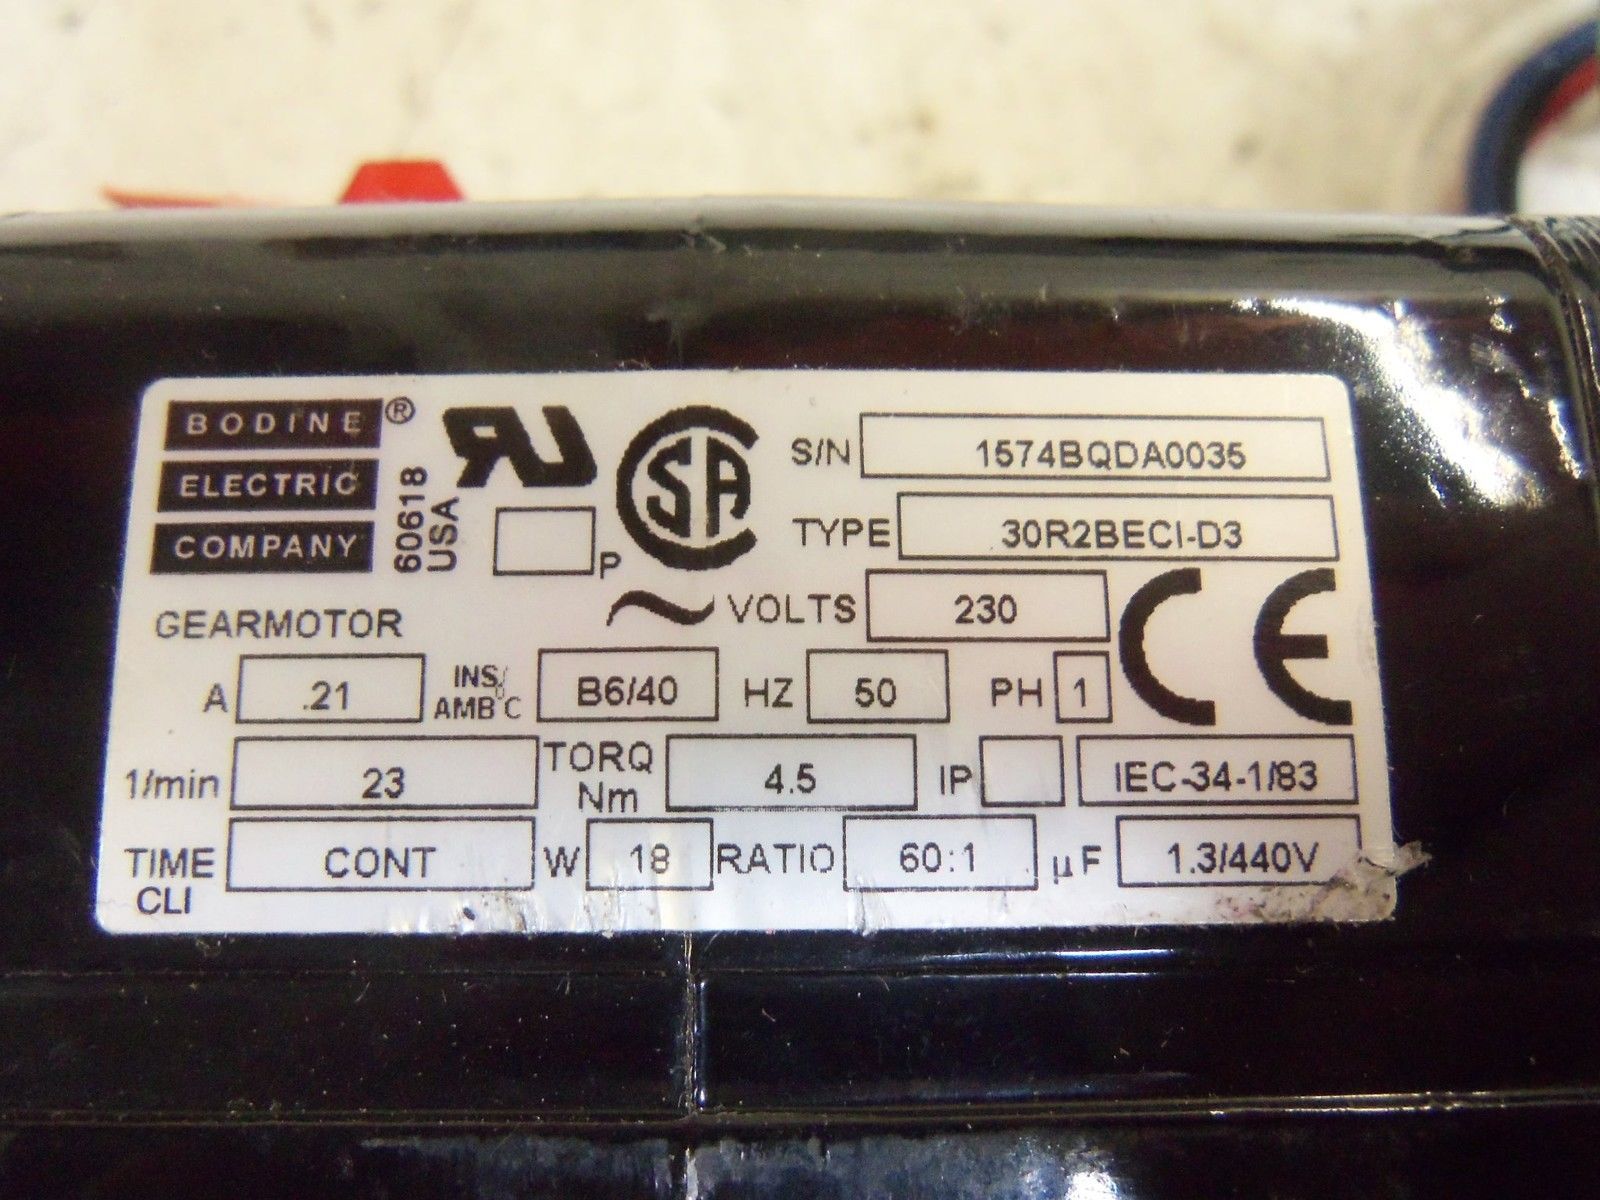 BODINE ®
ELECTRIC
COMPANY
60618
USA
P
S/N 1574BQDA0035
TYPE 30R2BECI-D3
GEARMOTOR
~ VOLTS 230
CE
A .21 INS/AMB°C B6/40 HZ 50 PH 1
1/min 23 TORQ Nm 4.5 IP IEC-34-1/83
TIME CONT W 18 RATIO 60:1 µF 1.3/440V
CLI